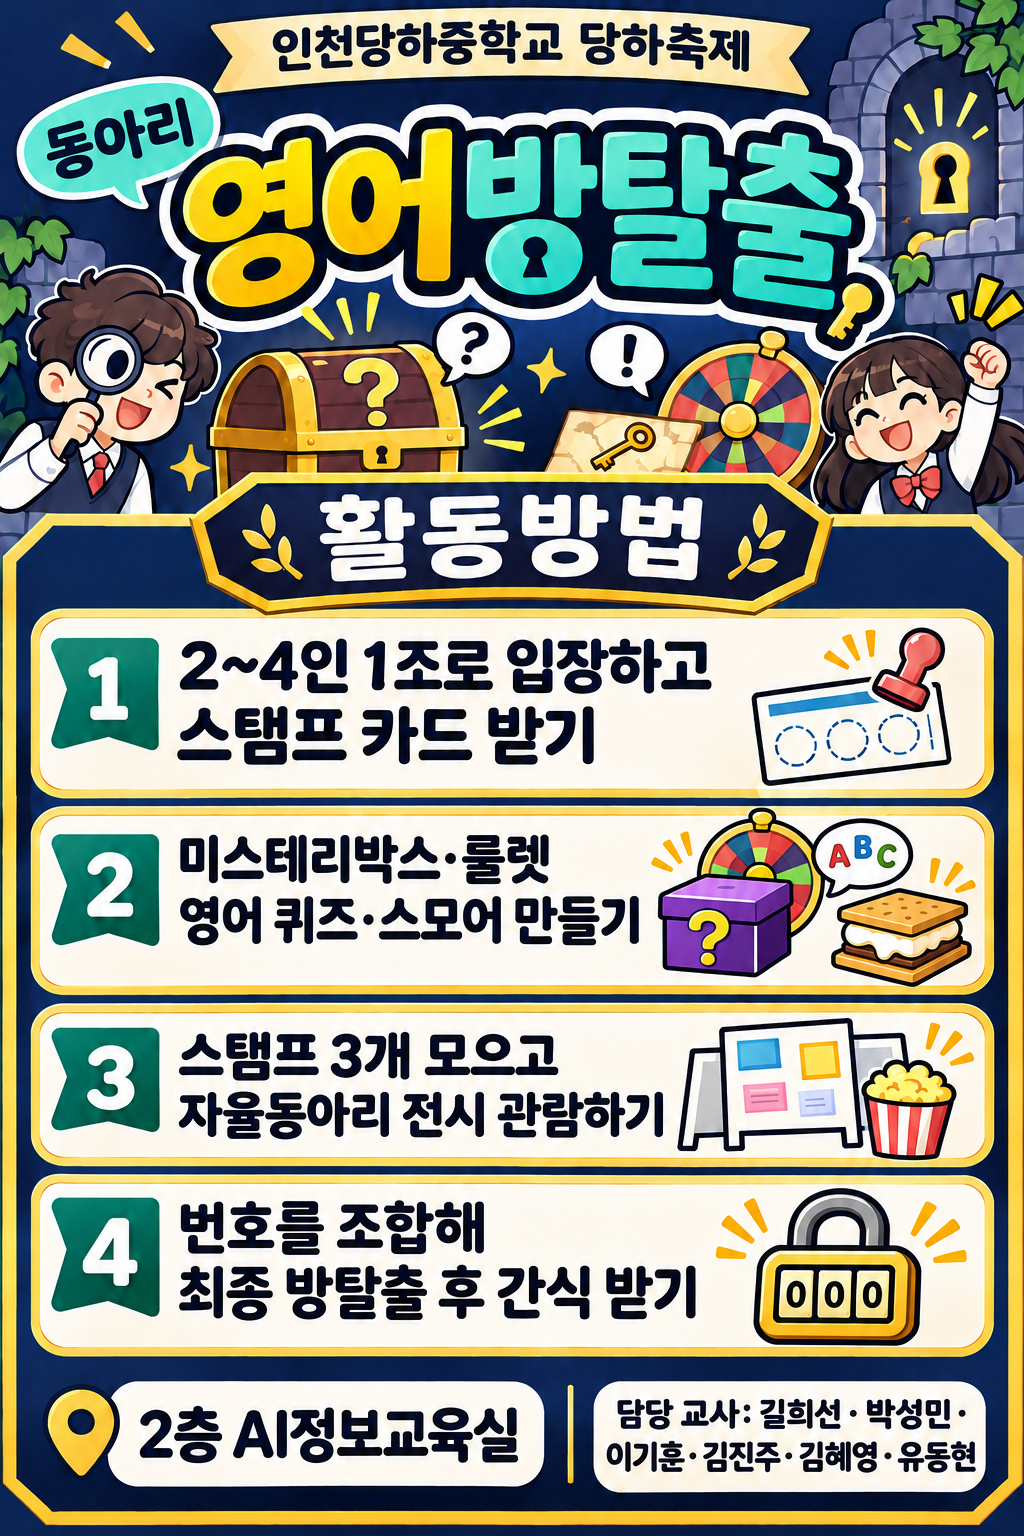 인천당하중학교 당하축제
동아리
영어방탈출
?
?
!
활동방법
1
2~4인 1조로 입장하고
스탬프 카드 받기
2
미스테리박스·룰렛
영어 퀴즈·스모어 만들기
?
ABC
3
스탬프 3개 모으고
자율동아리 전시 관람하기
4
번호를 조합해
최종 방탈출 후 간식 받기
000
2층 AI정보교육실
담당 교사: 길희선·박성민·
이기훈·김진주·김혜영·유동현